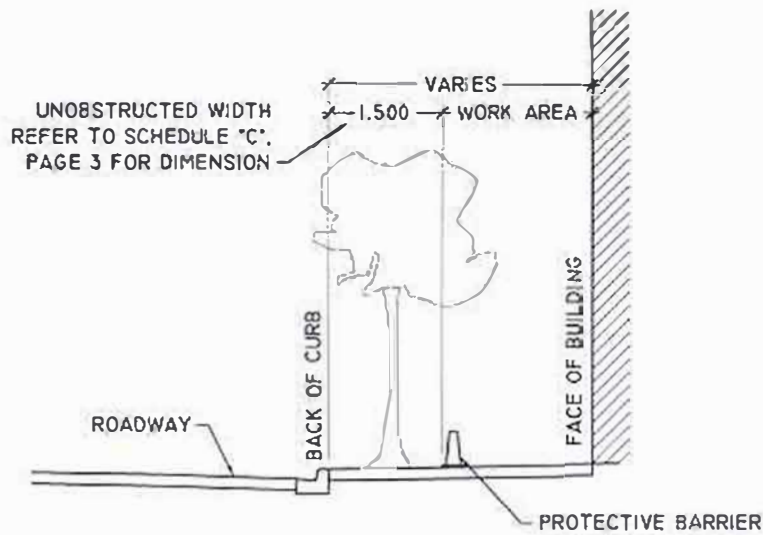 VARIES
UNOBSTRUCTED WIDTH
REFER TO SCHEDULE "C",
PAGE 3 FOR DIMENSION
1.500
WORK AREA
BACK OF CURB
FACE OF BUILDING
ROADWAY
PROTECTIVE BARRIER